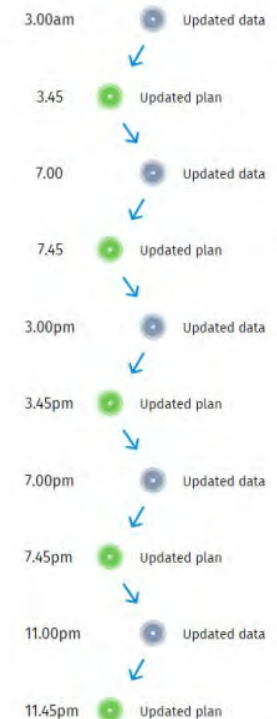 3.00am Updated data
3.45 Updated plan
7.00 Updated data
7.45 Updated plan
3.00pm Updated data
3.45pm Updated plan
7.00pm Updated data
7.45pm Updated plan
11.00pm Updated data
11.45pm Updated plan